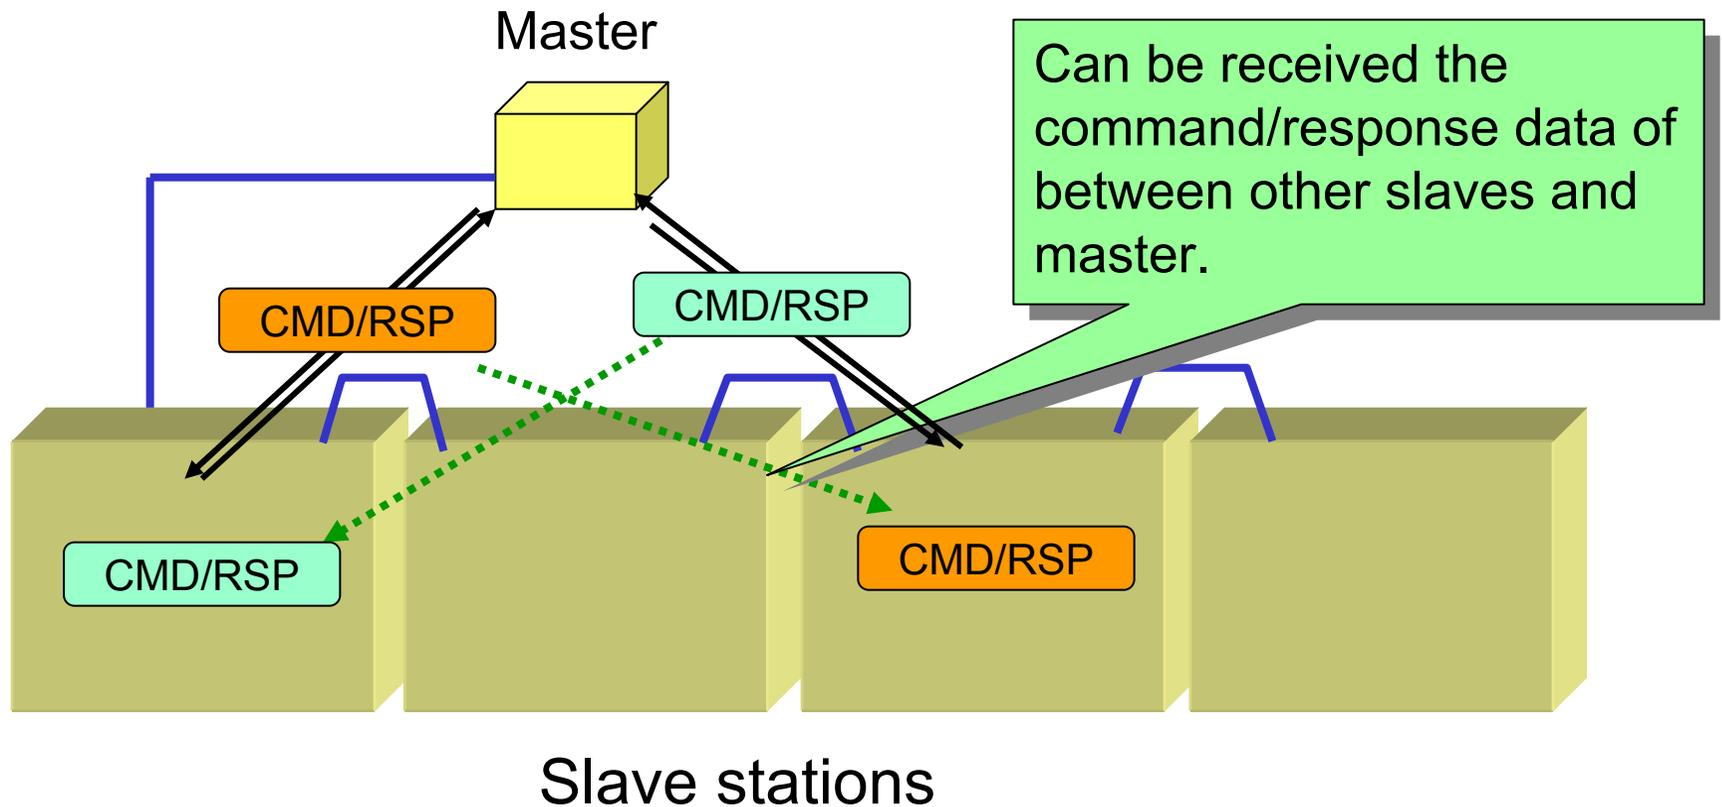 Master
Can be received the
command/response data of
between other slaves and
master.
CMD/RSP
CMD/RSP
CMD/RSP
CMD/RSP
Slave stations